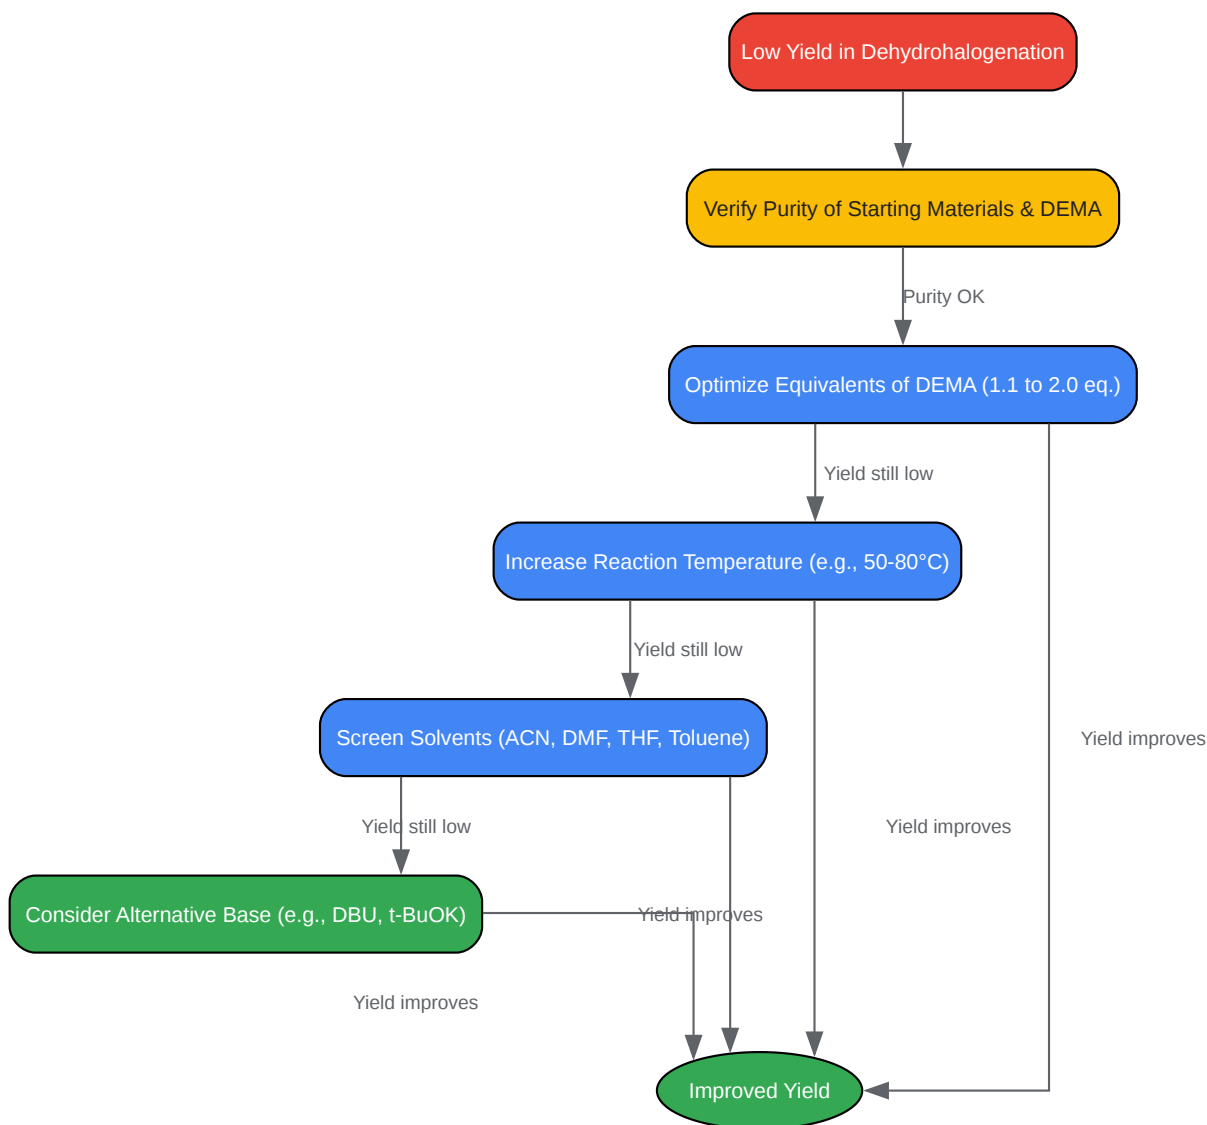 Low Yield in Dehydrohalogenation
Verify Purity of Starting Materials & DEMA
Purity OK
Optimize Equivalents of DEMA (1.1 to 2.0 eq.)
Yield still low
Increase Reaction Temperature (e.g., 50-80°C)
Yield still low
Screen Solvents (ACN, DMF, THF, Toluene)
Yield improves
Yield still low
Yield improves
Consider Alternative Base (e.g., DBU, t-BuOK)
Yield improves
Yield improves
Improved Yield